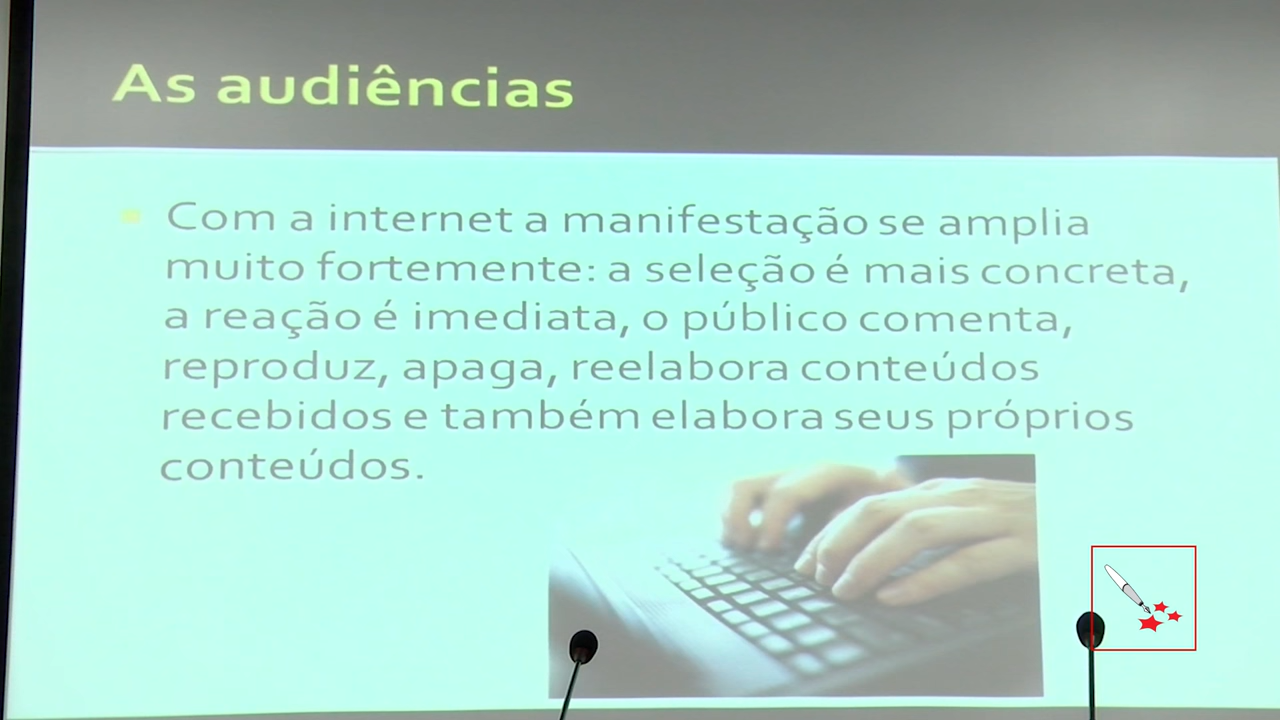 As audiências
Com a internet a manifestação se amplia
muito fortemente: a seleção é mais concreta,
a reação é imediata, o público comenta,
reproduz, apaga, reelabora conteúdos
recebidos e também elabora seus próprios
conteúdos.